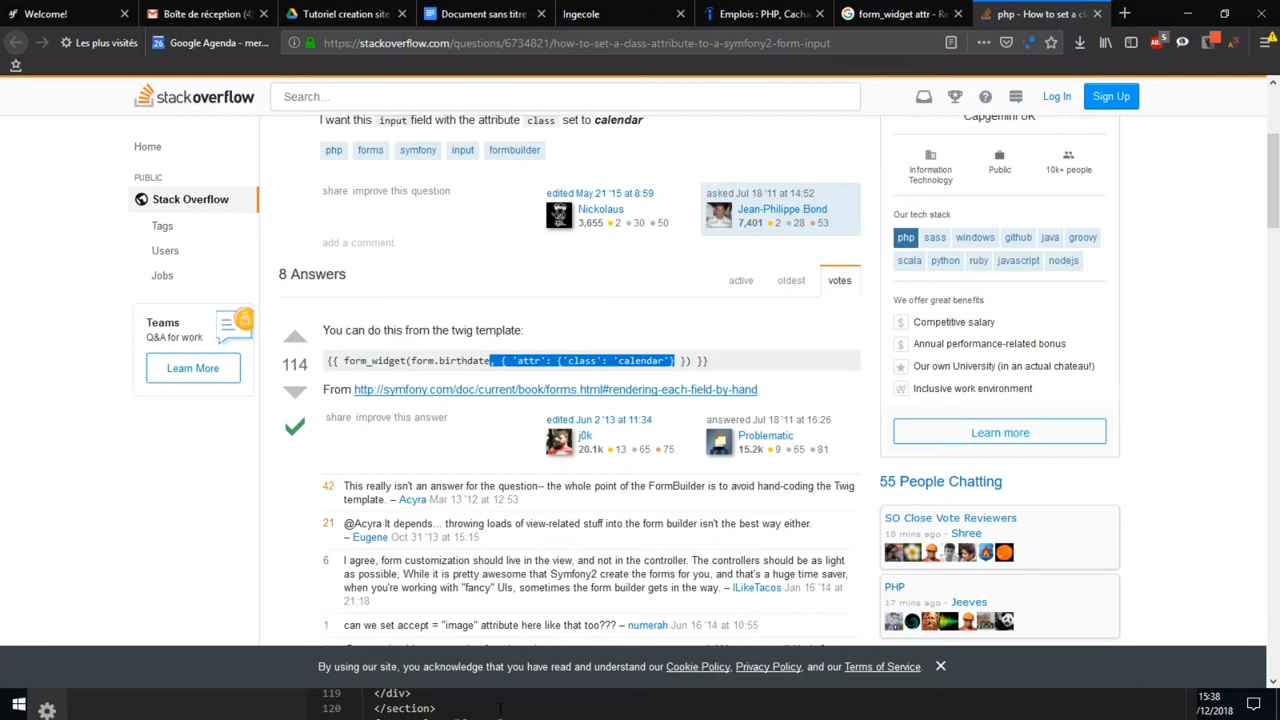 Welcome!
Boîte de réception (4)
Tutoriel creation site
Document sans titre
Ingecole
Emplois : PHP, Cacha
form_widget attr - Re
php - How to set a cl
Les plus visités
26
Google Agenda - mer...
https://stackoverflow.com/questions/6734821/how-to-set-a-class-attribute-to-a-symfony2-form-input
5
stackoverflow
Search...
Log In
Sign Up
I want this input field with the attribute class set to calendar
Capgemini UK
Home
php forms symfony input formbuilder
Information Technology
Public
10k+ people
PUBLIC
Stack Overflow
share improve this question
edited May 21 '15 at 8:59
Nickolaus
3,655 2 30 50
asked Jul 18 '11 at 14:52
Jean-Philippe Bond
7,401 2 28 53
Our tech stack
Tags
php sass windows github java groovy
Users
add a comment
scala python ruby javascript nodejs
Jobs
8 Answers
active oldest votes
We offer great benefits
Teams
Q&A for work
Learn More
You can do this from the twig template:
Competitive salary
Annual performance-related bonus
114
{{ form_widget(form.birthdate, { 'attr': {'class': 'calendar'} }) }}
Our own University (in an actual chateau!)
From http://symfony.com/doc/current/book/forms.html#rendering-each-field-by-hand
Inclusive work environment
share improve this answer
edited Jun 2 '13 at 11:34
j0k
20.1k 13 65 75
answered Jul 18 '11 at 16:26
Problematic
15.2k 9 65 81
Learn more
55 People Chatting
42 This really isn't an answer for the question-- the whole point of the FormBuilder is to avoid hand-coding the Twig
template. – Acyra Mar 13 '12 at 12:53
SO Close Vote Reviewers
18 mins ago - Shree
21 @Acyra It depends... throwing loads of view-related stuff into the form builder isn't the best way either.
– Eugene Oct 31 '13 at 15:15
6 I agree, form customization should live in the view, and not in the controller. The controllers should be as light
as possible, While it is pretty awesome that Symfony2 create the forms for you, and that's a huge time saver,
when you're working with "fancy" UIs, sometimes the form builder gets in the way. – ILikeTacos Jan 16 '14 at
21:18
PHP
17 mins ago - Jeeves
1 can we set accept = "image" attribute here like that too??? – numerah Jun 16 '14 at 10:55
By using our site, you acknowledge that you have read and understand our Cookie Policy, Privacy Policy, and our Terms of Service.
119 </div>
120 </section>
15:38
/12/2018